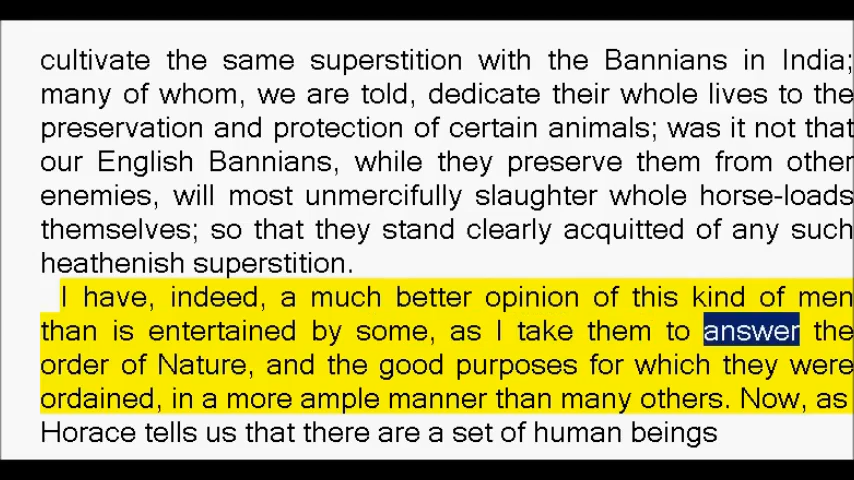 cultivate the same superstition with the Bannians in India;
many of whom, we are told, dedicate their whole lives to the
preservation and protection of certain animals; was it not that
our English Bannians, while they preserve them from other
enemies, will most unmercifully slaughter whole horse-loads
themselves; so that they stand clearly acquitted of any such
heathenish superstition.
I have, indeed, a much better opinion of this kind of men
than is entertained by some, as I take them to answer the
order of Nature, and the good purposes for which they were
ordained, in a more ample manner than many others. Now, as
Horace tells us that there are a set of human beings